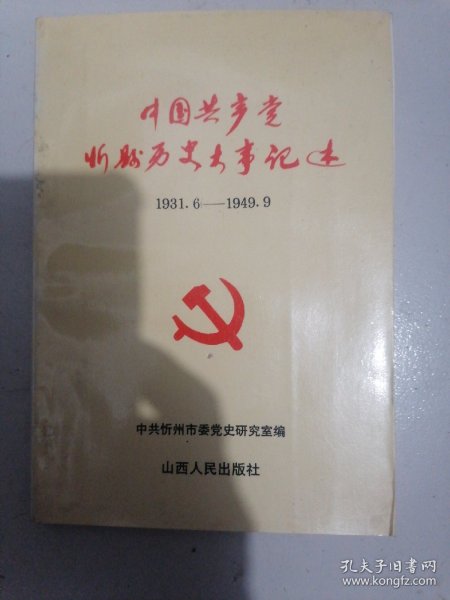 中国共产党
忻县历史大事记述
1931.6——1949.9
中共忻州市委党史研究室编
山西人民出版社
孔夫子旧书网
www.kongfz.com